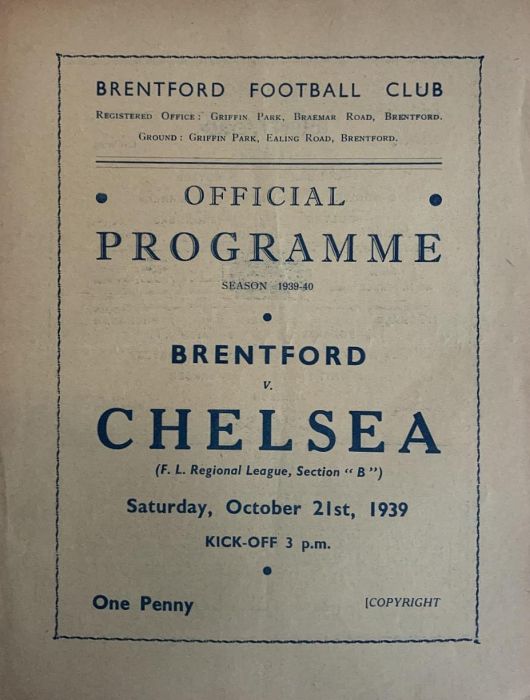 BRENTFORD FOOTBALL CLUB
REGISTERED OFFICE: GRIFFIN PARK, BRAEMAR ROAD, BRENTFORD.
GROUND: GRIFFIN PARK, EALING ROAD, BRENTFORD.
OFFICIAL
PROGRAMME
SEASON 1939-40
BRENTFORD
v.
CHELSEA
(F. L. Regional League, Section “ B ”)
Saturday, October 21st, 1939
KICK-OFF 3 p.m.
One Penny [COPYRIGHT